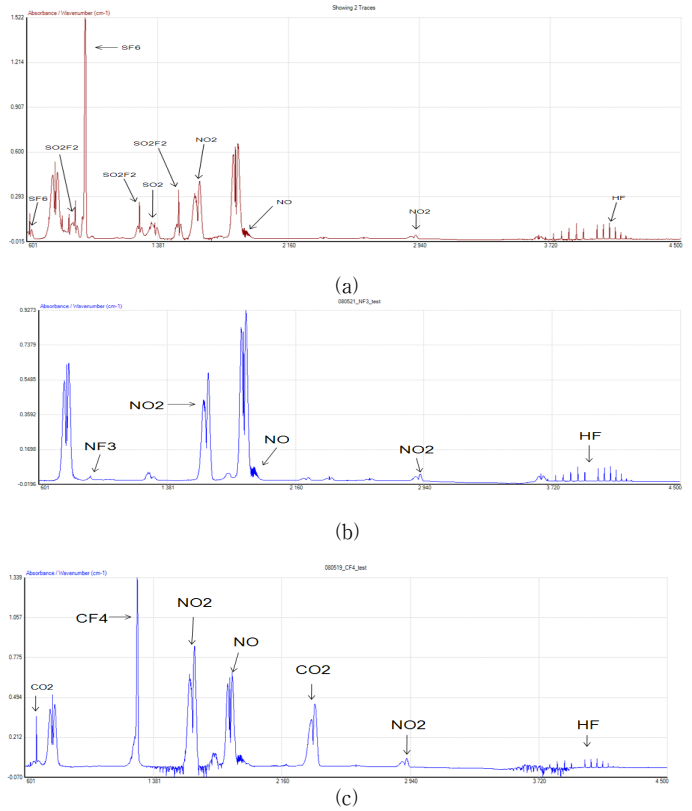 Showing 2 Traces
Absorbance / Wavenumber (cm-1)
1.522
1.214
0.907
0.600
0.293
-0.015
SF6
SO2F2
SF6
SO2F2
SO2
SO2F2
NO2
NO
NO2
HF
601
1.381
2.160
2.940
3.720
4 500
(a)
080521_NF3_test
Absorbance / Wavenumber (cm-1)
0.9273
0.7379
0.5485
0.3592
0.1698
-0.0196
NO2
NF3
NO
NO2
HF
601
1.381
2.160
2.940
3.720
4 500
(b)
080519_CF4_test
Absorbance / Wavenumber (cm-1)
1.339
1.057
0.775
0.494
0.212
-0.070
CF4
NO2
NO
CO2
CO2
NO2
HF
601
1.381
2.160
2.940
3.720
4 500
(c)